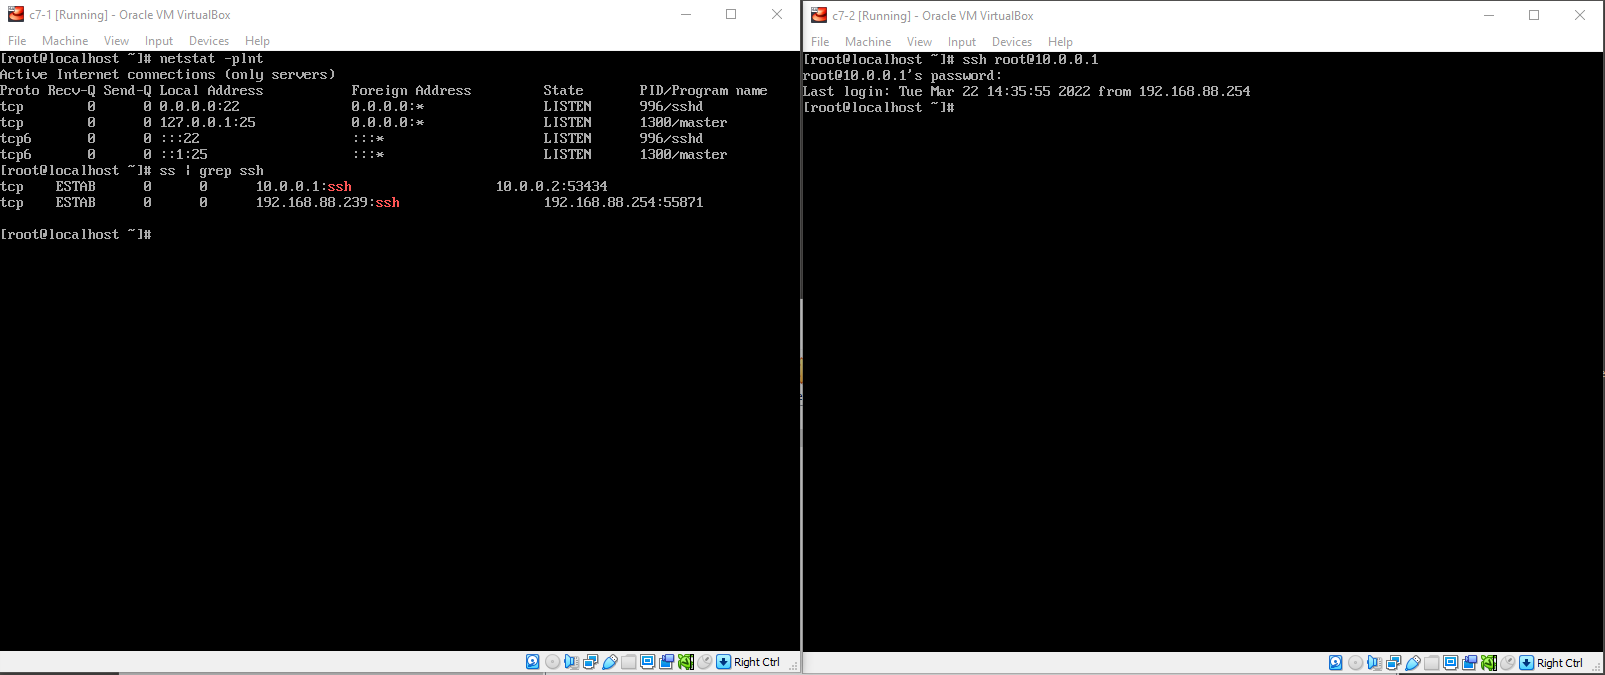 c7-1 [Running] - Oracle VM VirtualBox
File Machine View Input Devices Help
[root@localhost ~]# netstat -plnt
Active Internet connections (only servers)
Proto Recv-Q Send-Q Local Address Foreign Address State PID/Program name
tcp 0 0 0.0.0.0:22 0.0.0.0:* LISTEN 996/sshd
tcp 0 0 127.0.0.1:25 0.0.0.0:* LISTEN 1300/master
tcp6 0 0 :::22 :::* LISTEN 996/sshd
tcp6 0 0 ::1:25 :::* LISTEN 1300/master
[root@localhost ~]# ss | grep ssh
tcp ESTAB 0 0 10.0.0.1:ssh 10.0.0.2:53434
tcp ESTAB 0 0 192.168.88.239:ssh 192.168.88.254:55871
[root@localhost ~]#
Right Ctrl
c7-2 [Running] - Oracle VM VirtualBox
File Machine View Input Devices Help
[root@localhost ~]# ssh root@10.0.0.1
root@10.0.0.1's password:
Last login: Tue Mar 22 14:35:55 2022 from 192.168.88.254
[root@localhost ~]#
Right Ctrl